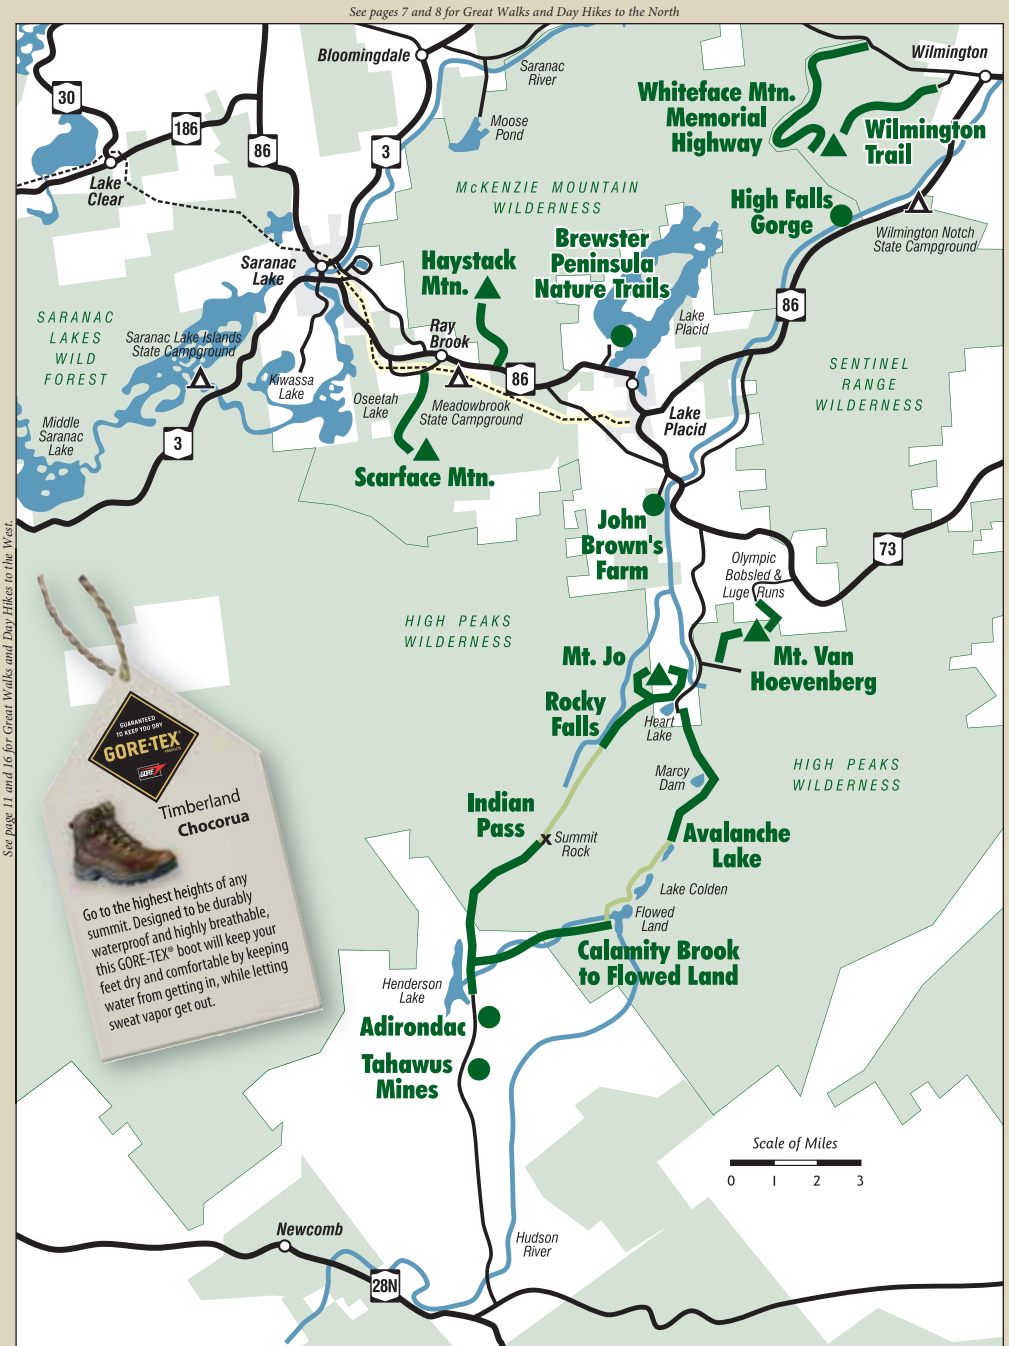 See pages 7 and 8 for Great Walks and Day Hikes to the North
Bloomingdale
Wilmington
Saranac
River
30
Whiteface Mtn.
Memorial
Highway
186
Moose
Pond
Wilmington
Trail
86
3
Lake
Clear
McKENZIE MOUNTAIN
WILDERNESS
High Falls
Gorge
Wilmington Notch
State Campground
Brewster
Peninsula
Nature Trails
Haystack
Mtn.
Saranac
Lake
86
SARANAC
LAKES
WILD
FOREST
Saranac Lake Islands
State Campground
Ray
Brook
Lake
Placid
SENTINEL
RANGE
WILDERNESS
Kiwassa
Lake
86
Oseetah
Lake
Meadowbrook
State Campground
Lake
Placid
Middle
Saranac
Lake
3
Scarface Mtn.
John
Brown's
Farm
73
Olympic
Bobsled &
Luge Runs
HIGH PEAKS
WILDERNESS
Mt. Jo
Mt. Van
Hoevenberg
Rocky
Falls
Heart
Lake
Marcy
Dam
HIGH PEAKS
WILDERNESS
Indian
Pass
x Summit
Rock
Avalanche
Lake
Lake Colden
Flowed
Land
Calamity Brook
to Flowed Land
Henderson
Lake
Adirondac
Tahawus
Mines
Scale of Miles
0 1 2 3
Newcomb
Hudson
River
28N
See page 11 and 16 for Great Walks and Day Hikes to the West.
GUARANTEED
TO KEEP YOU DRY
GORE-TEX®
PRODUCTS
GORE
Timberland
Chocorua
Go to the highest heights of any
summit. Designed to be durably
waterproof and highly breathable,
this GORE-TEX® boot will keep your
feet dry and comfortable by keeping
water from getting in, while letting
sweat vapor get out.